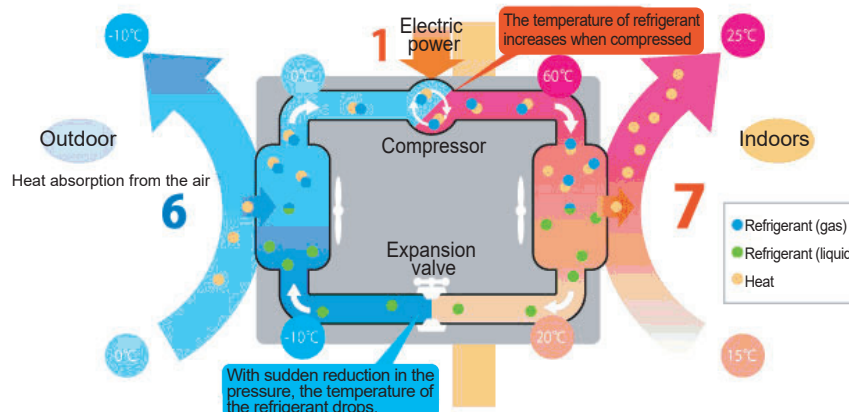 -10℃
1
Electric
power
The temperature of refrigerant
increases when compressed
25℃
0℃
60℃
Outdoor
Compressor
Indoors
Heat absorption from the air
6
7
Refrigerant (gas)
Refrigerant (liquid
Heat
Expansion
valve
0℃
-10℃
20℃
15℃
With sudden reduction in the
pressure, the temperature of
the refrigerant drops.